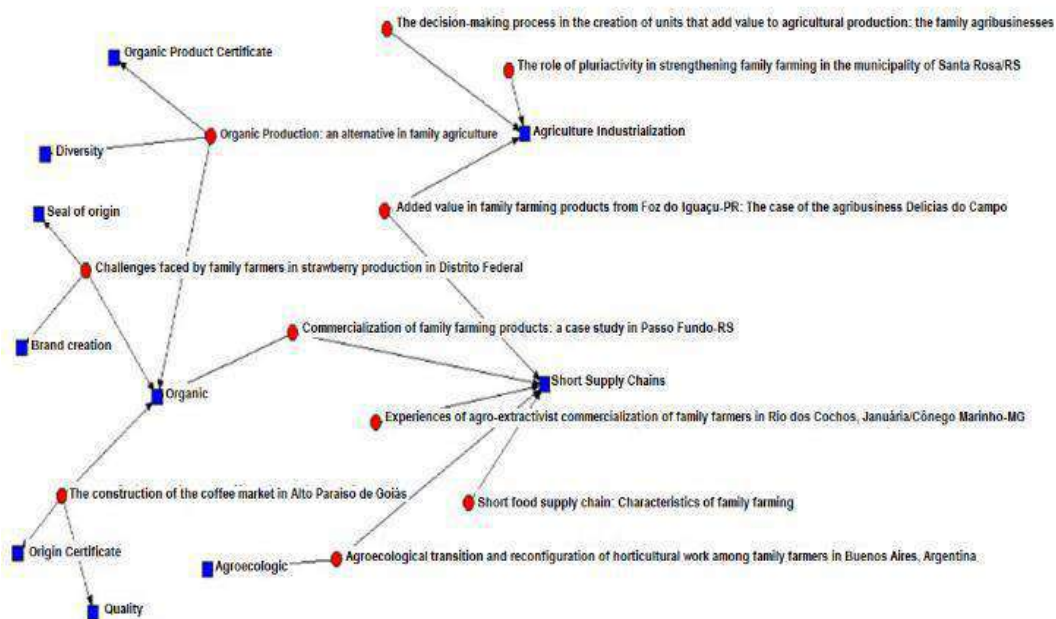 The decision-making process in the creation of units that add value to agricultural production: the family agribusinesses
Organic Product Certificate
The role of pluriactivity in strengthening family farming in the municipality of Santa Rosa/RS
Organic Production: an alternative in family agriculture
Agriculture Industrialization
Diversity
Seal of origin
Added value in family farming products from Foz do Iguaçu-PR: The case of the agribusiness Delicias do Campo
Challenges faced by family farmers in strawberry production in Distrito Federal
Commercialization of family farming products: a case study in Passo Fundo-RS
Brand creation
Short Supply Chains
Organic
Experiences of agro-extractivist commercialization of family farmers in Rio dos Cochos, Januária/Cônego Marinho-MG
The construction of the coffee market in Alto Paraiso de Goiás
Short food supply chain: Characteristics of family farming
Origin Certificate
Agroecological transition and reconfiguration of horticultural work among family farmers in Buenos Aires, Argentina
Agroecologic
Quality